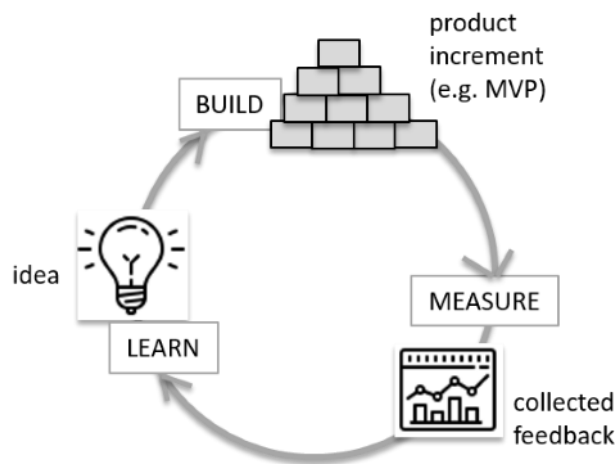 product
increment
(e.g. MVP)
BUILD
idea
MEASURE
LEARN
collected
feedback